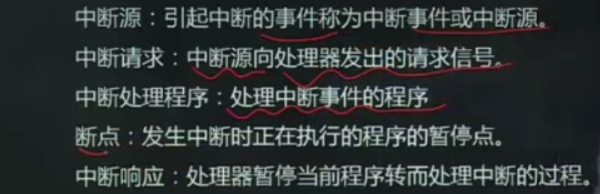 中断源：引起中断的事件称为中断事件或中断源。
中断请求：中断源向处理器发出的请求信号。
中断处理程序：处理中断事件的程序
断点：发生中断时正在执行的程序的暂停点。
中断响应：处理器暂停当前程序转而处理中断的过程。